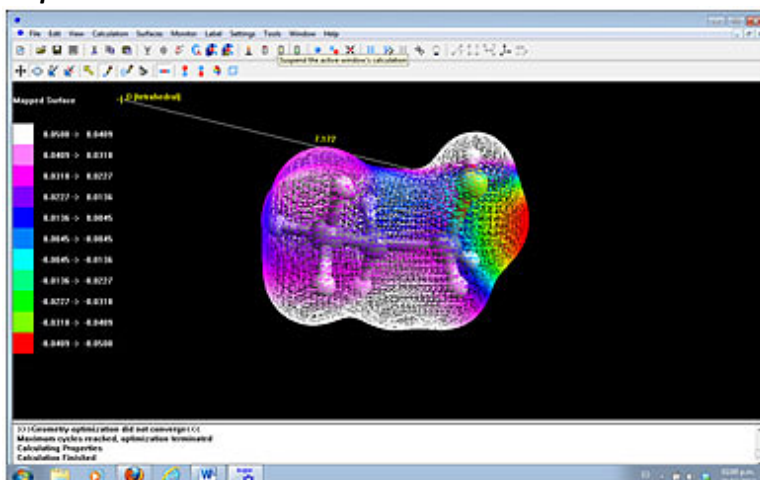 File Edit View Calculation Surfaces Monitor Label Settings Tools Window Help
Suspend the active window's calculation
Mapped Surface
O (tetrahedral)
7.177
0.0500 -> 0.0409
0.0409 -> 0.0318
0.0318 -> 0.0227
0.0227 -> 0.0136
0.0136 -> 0.0045
0.0045 -> -0.0045
-0.0045 -> -0.0136
-0.0136 -> -0.0227
-0.0227 -> -0.0318
-0.0318 -> -0.0409
-0.0409 -> -0.0500
Geometry optimization did not converge
Maximum cycles reached, optimization terminated
Calculating Properties
Calculation Finished